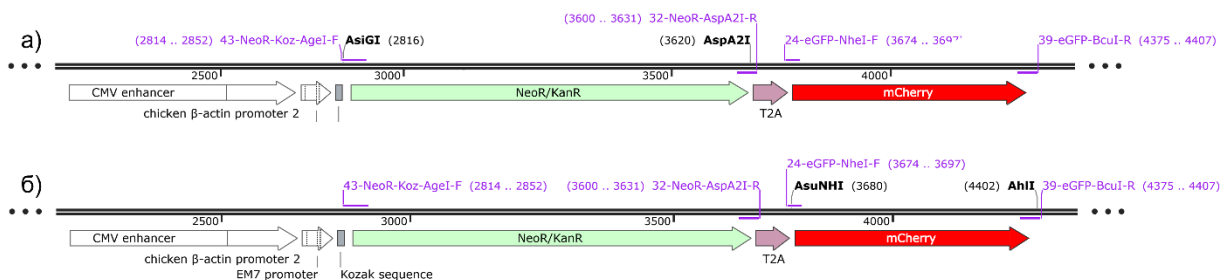 (3600 .. 3631) 32-NeoR-AspA2I-R
а) (2814 .. 2852) 43-NeoR-Koz-AgeI-F AsiGI (2816) (3620) AspA2I 24-eGFP-NheI-F (3674 .. 3697) 39-eGFP-BcuI-R (4375 .. 4407)
2500 3000 3500 4000
CMV enhancer NeoR/KanR mCherry
chicken β-actin promoter 2 T2A
24-eGFP-NheI-F (3674 .. 3697)
б) 43-NeoR-Koz-AgeI-F (2814 .. 2852) (3600 .. 3631) 32-NeoR-AspA2I-R AsuNHI (3680) (4402) AhlI 39-eGFP-BcuI-R (4375 .. 4407)
2500 3000 3500 4000
CMV enhancer NeoR/KanR mCherry
chicken β-actin promoter 2 T2A
EM7 promoter Kozak sequence